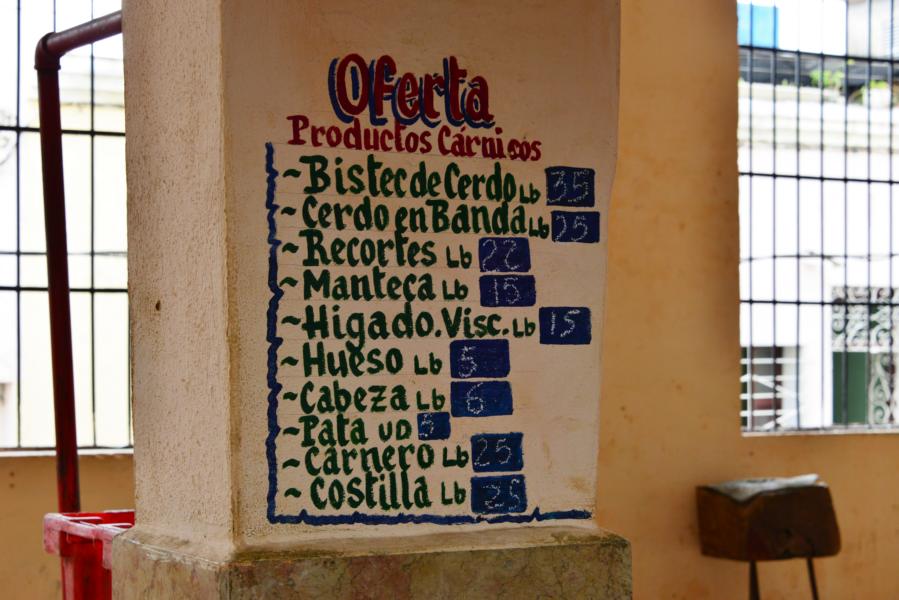 Oferta
Productos Cárnicos
~Bistec de Cerdo Lb 35
~Cerdo en Banda Lb 25
~Recortes Lb 22
~Manteca Lb 15
~Higado.Visc. Lb 15
~Hueso Lb 5
~Cabeza Lb 6
~Pata UD 5
~Carnero Lb 25
~Costilla Lb 25